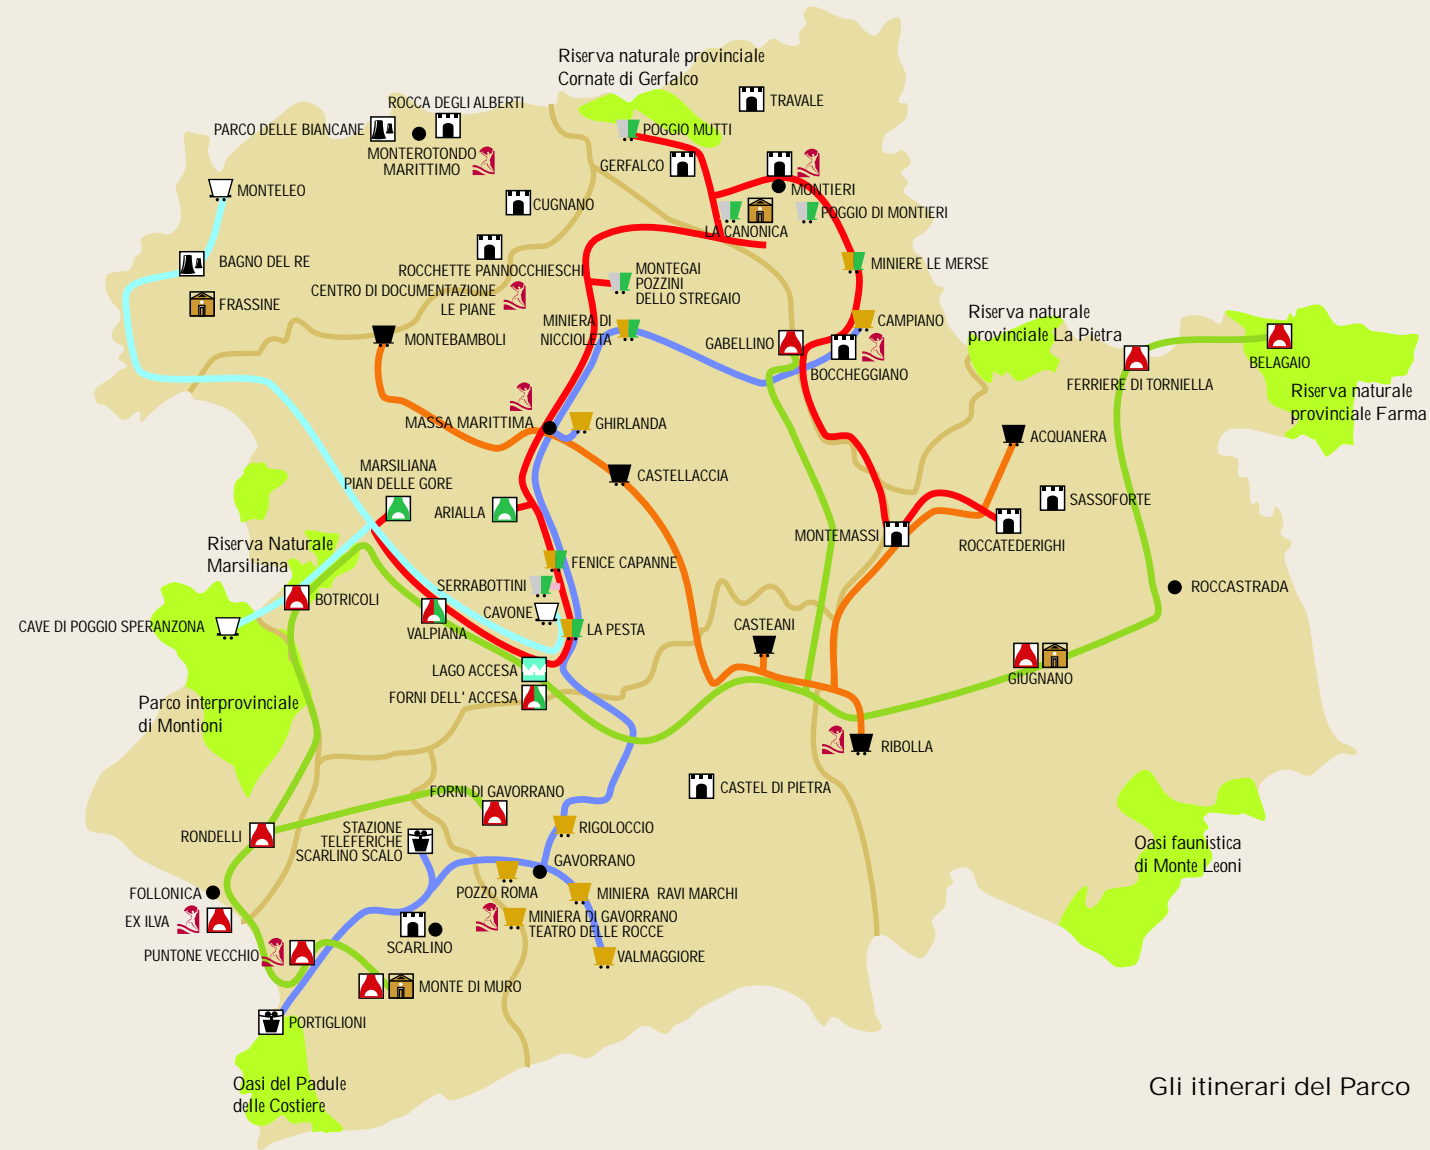 Riserva naturale provinciale
Cornate di Gerfalco
TRAVALE
ROCCA DEGLI ALBERTI
PARCO DELLE BIANCANE
POGGIO MUTTI
MONTEROTONDO
MARITTIMO
GERFALCO
MONTELEO
MONTIERI
CUGNANO
POGGIO DI MONTIERI
LA CANONICA
BAGNO DEL RE
ROCCHETTE PANNOCCHIESCHI
MONTEGAI
POZZINI
DELLO STREGAIO
MINIERE LE MERSE
CENTRO DI DOCUMENTAZIONE
LE PIANE
FRASSINE
MINIERA DI
NICCIOLETA
CAMPIANO
Riserva naturale
provinciale La Pietra
MONTEBAMBOLI
GABELLINO
BOCCHEGGIANO
BELAGAIO
FERRIERE DI TORNIELLA
Riserva naturale
provinciale Farma
MASSA MARITTIMA
GHIRLANDA
ACQUANERA
MARSILIANA
PIAN DELLE GORE
CASTELLACCIA
SASSOFORTE
ARIALLA
MONTEMASSI
ROCCATEDERIGHI
Riserva Naturale
Marsiliana
FENICE CAPANNE
SERRABOTTINI
ROCCASTRADA
BOTRICOLI
CAVONE
CAVE DI POGGIO SPERANZONA
VALPIANA
LA PESTA
CASTEANI
LAGO ACCESA
GIUGNANO
FORNI DELL' ACCESA
Parco interprovinciale
di Montioni
RIBOLLA
CASTEL DI PIETRA
FORNI DI GAVORRANO
RONDELLI
STAZIONE
TELEFERICHE
SCARLINO SCALO
RIGOLOCCIO
Oasi faunistica
di Monte Leoni
GAVORRANO
FOLLONICA
POZZO ROMA
MINIERA RAVI MARCHI
EX ILVA
MINIERA DI GAVORRANO
TEATRO DELLE ROCCE
SCARLINO
PUNTONE VECCHIO
VALMAGGIORE
MONTE DI MURO
PORTIGLIONI
Oasi del Padule
delle Costiere
Gli itinerari del Parco